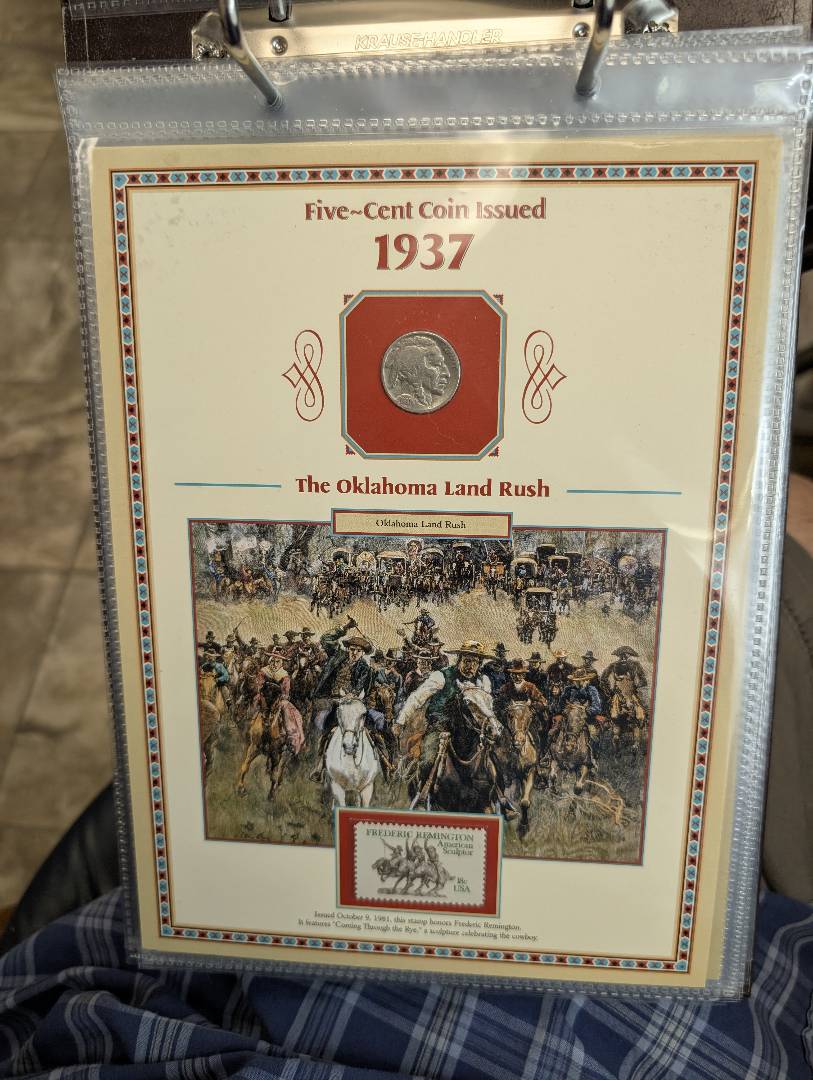 KRAUSE-HANDLER
Five~Cent Coin Issued
1937
The Oklahoma Land Rush
Oklahoma Land Rush
FREDERIC REMINGTON
American
Sculptor
18c
USA
Issued October 9, 1981, this stamp honors Frederic Remington.
It features "Coming Through the Rye," a sculpture celebrating the cowboy.